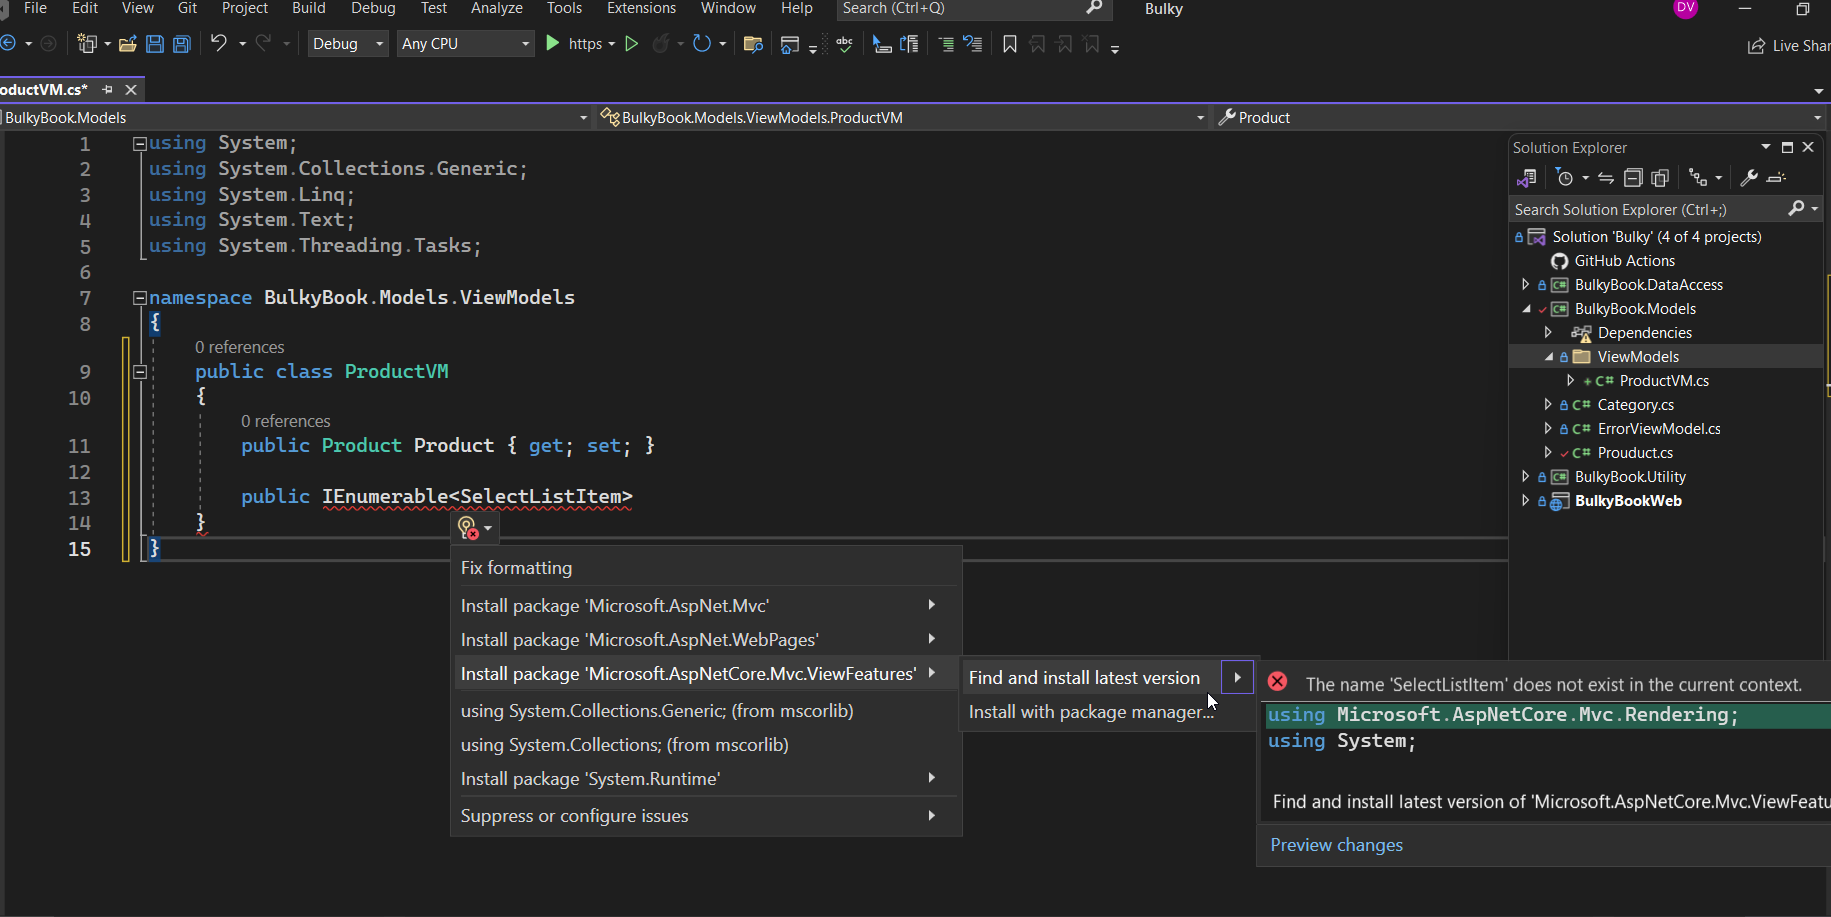 File Edit View Git Project Build Debug Test Analyze Tools Extensions Window Help Search (Ctrl+Q) Bulky DV
Debug Any CPU https abc Live Shar
oductVM.cs*
BulkyBook.Models BulkyBook.Models.ViewModels.ProductVM Product
1 using System;
2 using System.Collections.Generic;
3 using System.Linq;
4 using System.Text;
5 using System.Threading.Tasks;
6
7 namespace BulkyBook.Models.ViewModels
8 {
0 references
9 public class ProductVM
10 {
0 references
11 public Product Product { get; set; }
12
13 public IEnumerable<SelectListItem>
14 }
15 }
Fix formatting
Install package 'Microsoft.AspNet.Mvc'
Install package 'Microsoft.AspNet.WebPages'
Install package 'Microsoft.AspNetCore.Mvc.ViewFeatures'
using System.Collections.Generic; (from mscorlib)
using System.Collections; (from mscorlib)
Install package 'System.Runtime'
Suppress or configure issues
Find and install latest version
Install with package manager...
The name 'SelectListItem' does not exist in the current context.
using Microsoft.AspNetCore.Mvc.Rendering;
using System;
Find and install latest version of 'Microsoft.AspNetCore.Mvc.ViewFeatu
Preview changes
Solution Explorer
Search Solution Explorer (Ctrl+;)
Solution 'Bulky' (4 of 4 projects)
GitHub Actions
C# BulkyBook.DataAccess
C# BulkyBook.Models
Dependencies
ViewModels
+ C# ProductVM.cs
C# Category.cs
C# ErrorViewModel.cs
C# Prouduct.cs
C# BulkyBook.Utility
BulkyBookWeb